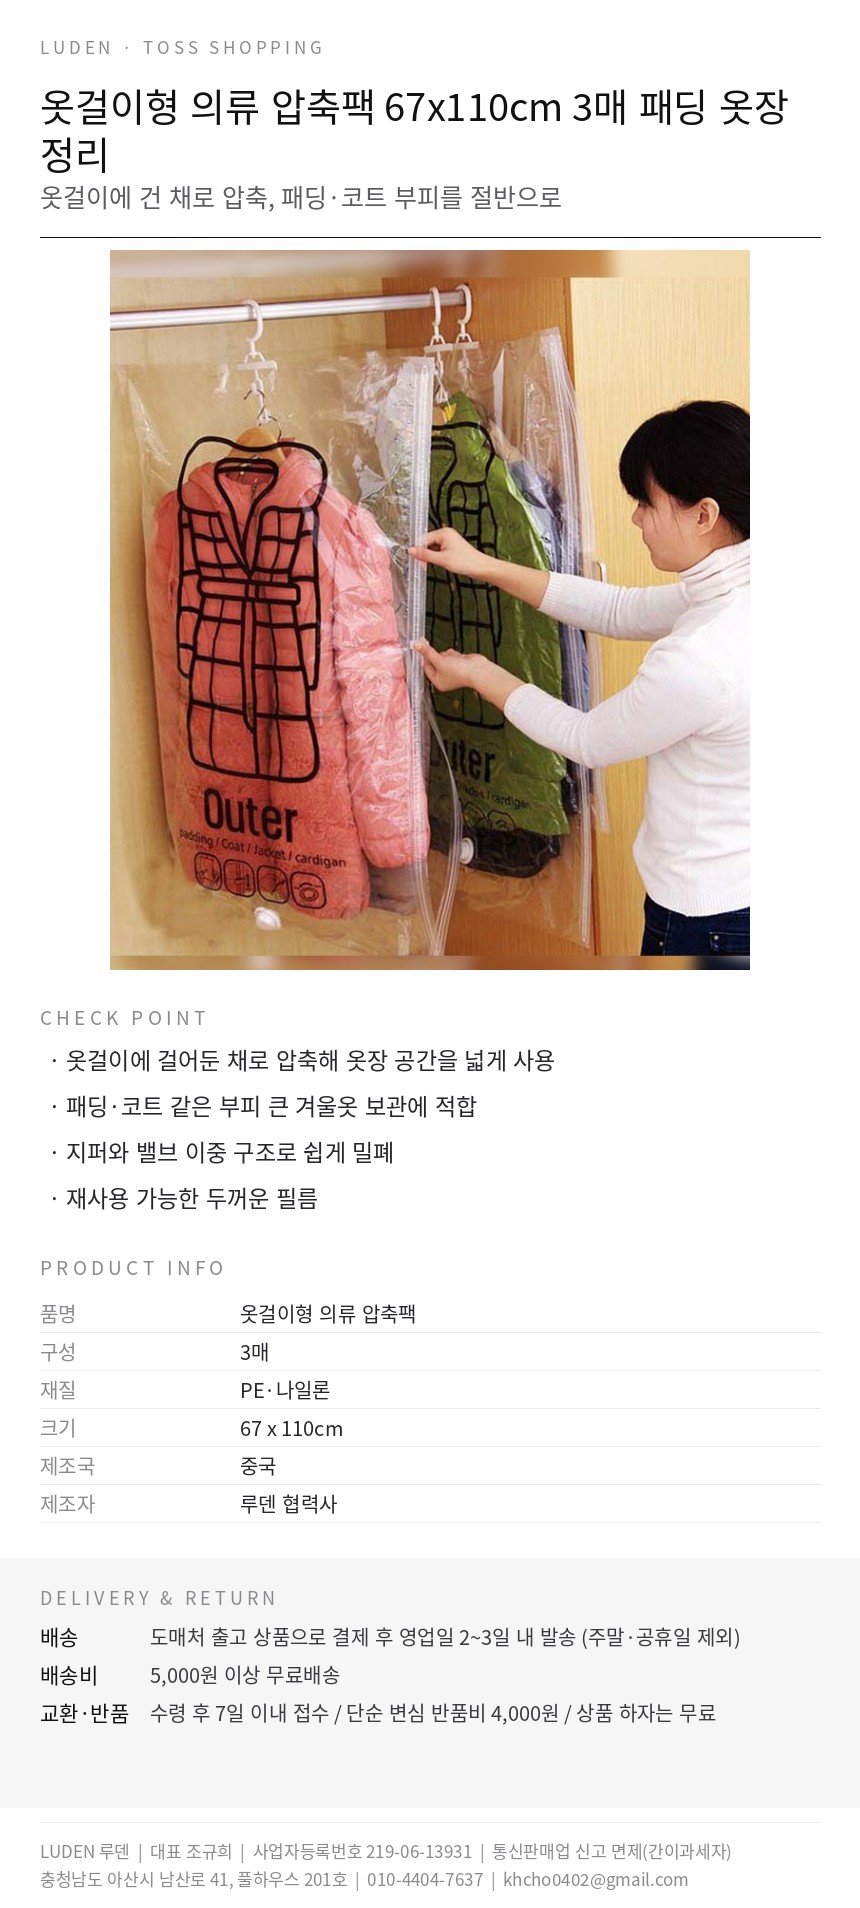 LUDEN · TOSS SHOPPING
옷걸이형 의류 압축팩 67x110cm 3매 패딩 옷장
정리
옷걸이에 건 채로 압축, 패딩·코트 부피를 절반으로
Outer
padding / Coat / Jacket / cardigan
uter
/ cardigan
CHECK POINT
· 옷걸이에 걸어둔 채로 압축해 옷장 공간을 넓게 사용
· 패딩·코트 같은 부피 큰 겨울옷 보관에 적합
· 지퍼와 밸브 이중 구조로 쉽게 밀폐
· 재사용 가능한 두꺼운 필름
PRODUCT INFO
품명 옷걸이형 의류 압축팩
구성 3매
재질 PE·나일론
크기 67 x 110cm
제조국 중국
제조자 루덴 협력사
DELIVERY & RETURN
배송 도매처 출고 상품으로 결제 후 영업일 2~3일 내 발송 (주말·공휴일 제외)
배송비 5,000원 이상 무료배송
교환·반품 수령 후 7일 이내 접수 / 단순 변심 반품비 4,000원 / 상품 하자는 무료
LUDEN 루덴 | 대표 조규희 | 사업자등록번호 219-06-13931 | 통신판매업 신고 면제(간이과세자)
충청남도 아산시 남산로 41, 풀하우스 201호 | 010-4404-7637 | khcho0402@gmail.com